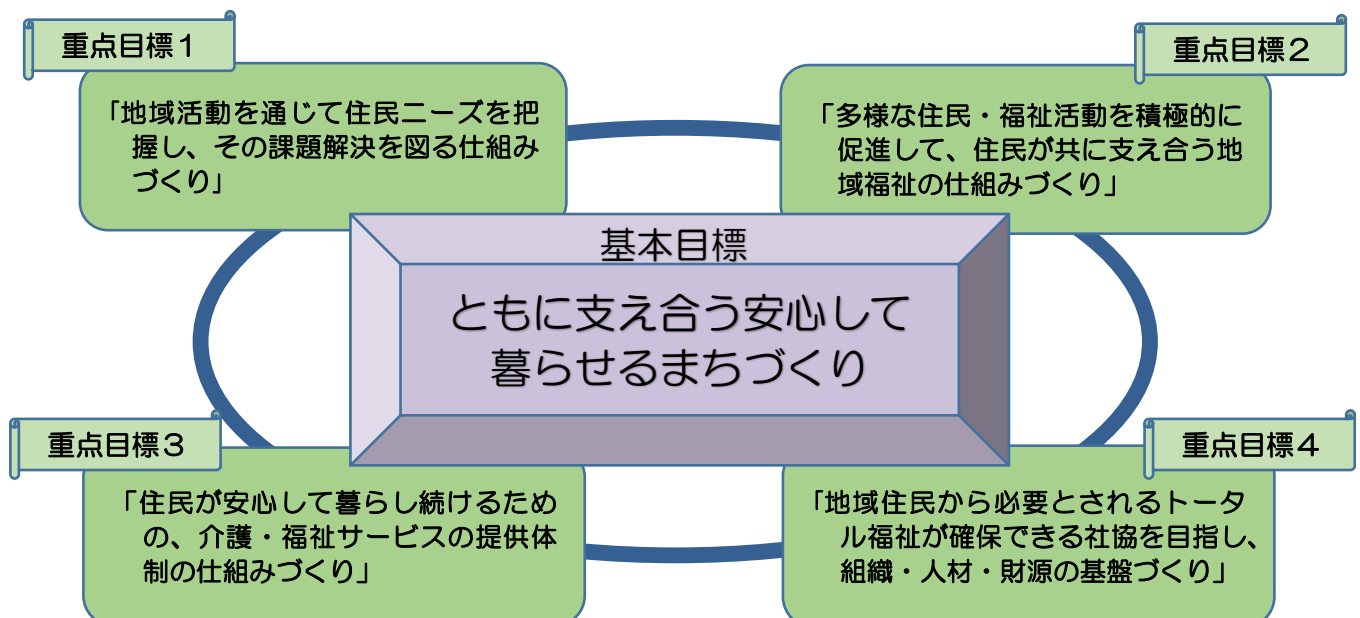 重点目標１
「地域活動を通じて住民ニーズを把
握し、その課題解決を図る仕組み
づくり」
重点目標２
「多様な住民・福祉活動を積極的に
促進して、住民が共に支え合う地
域福祉の仕組みづくり」
基本目標
ともに支え合う安心して
暮らせるまちづくり
重点目標３
「住民が安心して暮らし続けるため
の、介護・福祉サービスの提供体
制の仕組みづくり」
重点目標４
「地域住民から必要とされるトータ
ル福祉が確保できる社協を目指し、
組織・人材・財源の基盤づくり」